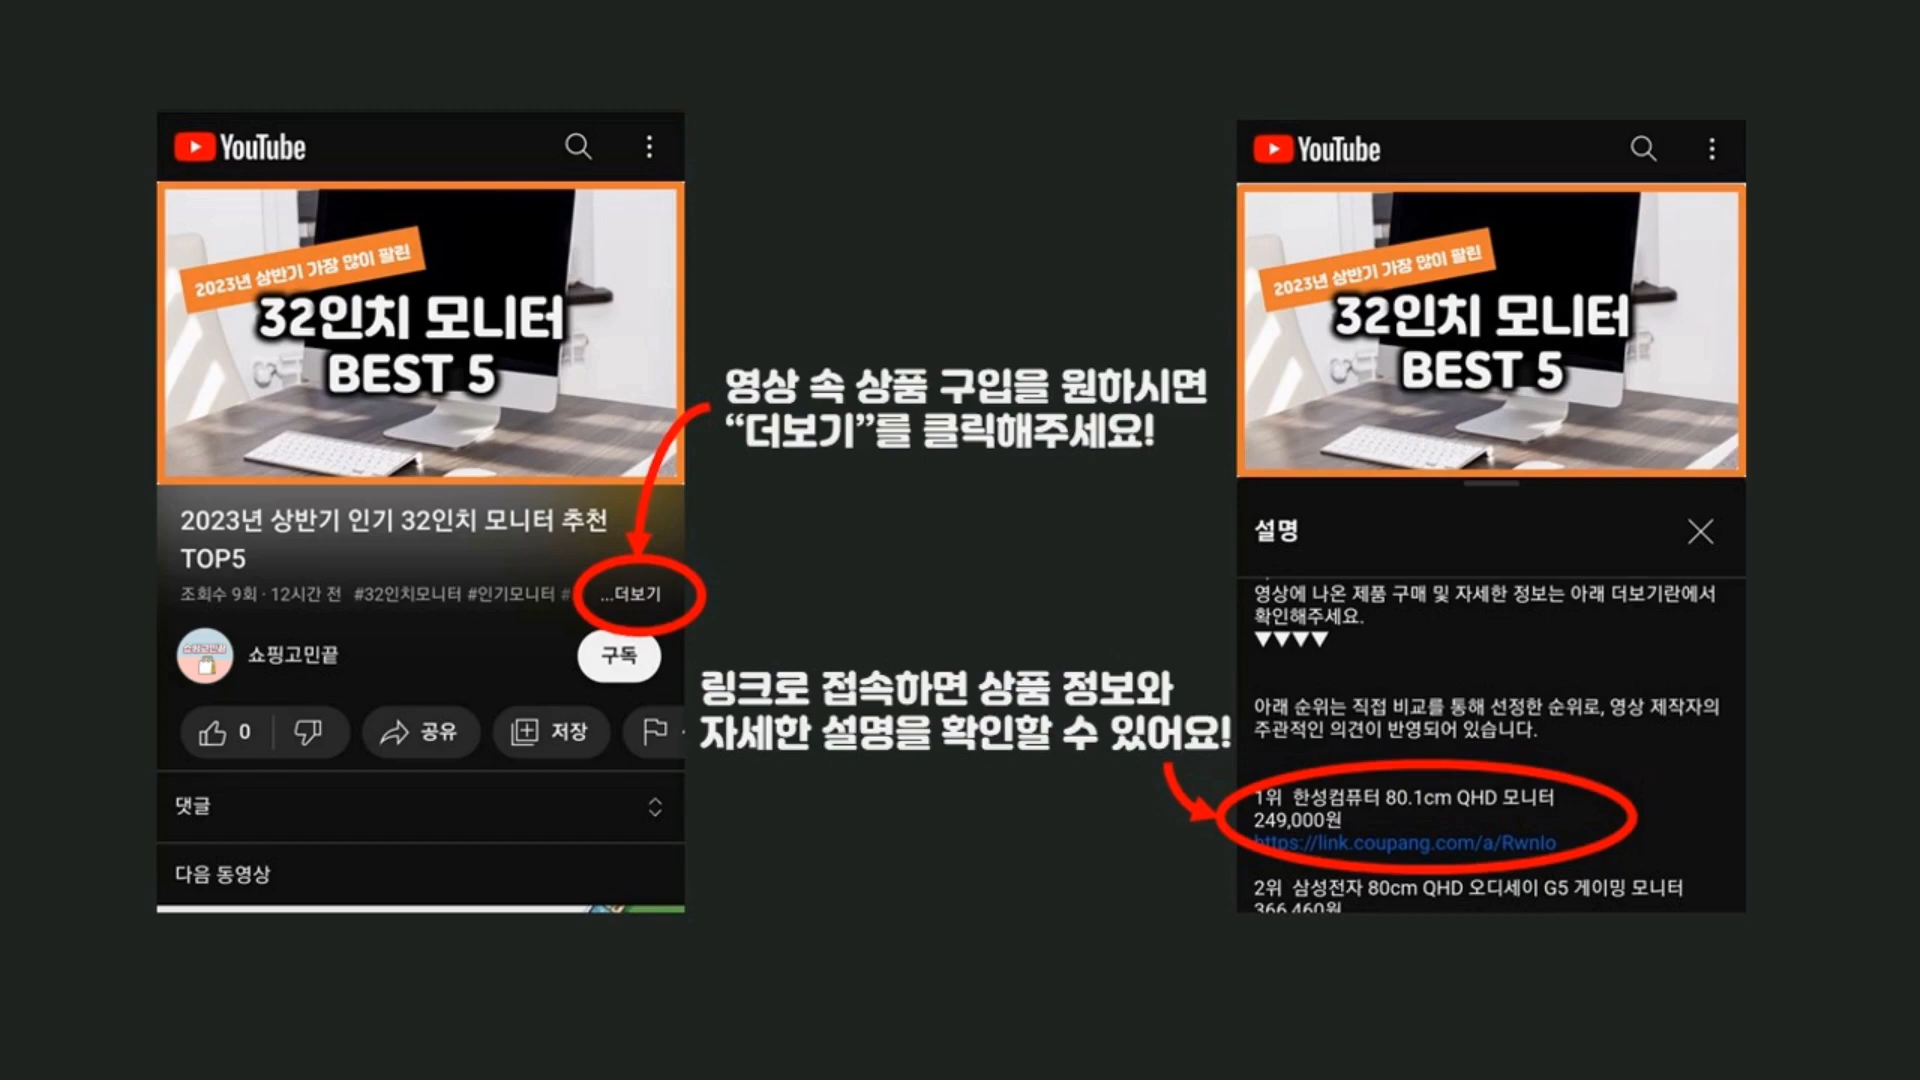 YouTube
2023년 상반기 가장 많이 팔린
32인치 모니터
BEST 5
2023년 상반기 인기 32인치 모니터 추천
TOP5
조회수 9회 · 12시간 전 #32인치모니터 #인기모니터 # ...더보기
쇼핑고민끝
쇼핑고민끝
구독
0
공유
저장
댓글
다음 동영상
영상 속 상품 구입을 원하시면
“더보기”를 클릭해주세요!
링크로 접속하면 상품 정보와
자세한 설명을 확인할 수 있어요!
YouTube
2023년 상반기 가장 많이 팔린
32인치 모니터
BEST 5
설명
영상에 나온 제품 구매 및 자세한 정보는 아래 더보기란에서
확인해주세요.
▼▼▼▼
아래 순위는 직접 비교를 통해 선정한 순위로, 영상 제작자의
주관적인 의견이 반영되어 있습니다.
1위 한성컴퓨터 80.1cm QHD 모니터
249,000원
https://link.coupang.com/a/RwnIo
2위 삼성전자 80cm QHD 오디세이 G5 게이밍 모니터
366,460원